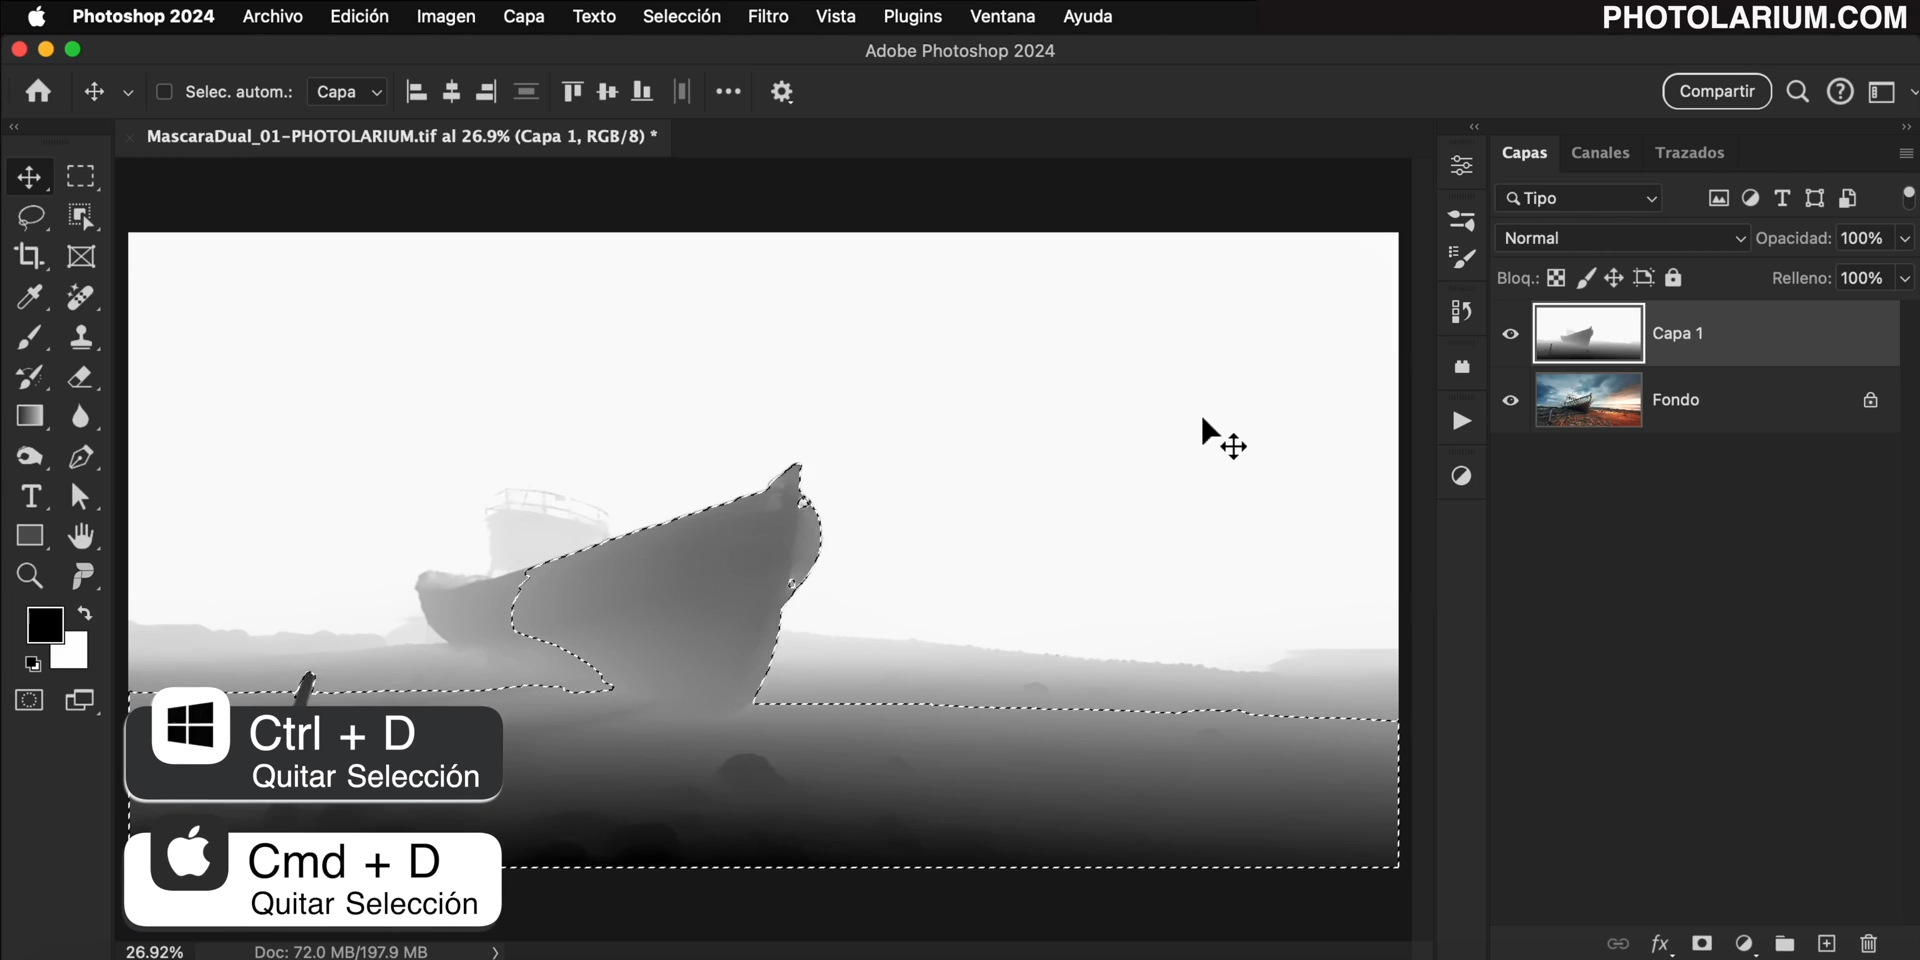 Photoshop 2024 Archivo Edición Imagen Capa Texto Selección Filtro Vista Plugins Ventana Ayuda PHOTOLARIUM.COM
Adobe Photoshop 2024
Selec. autom.: Capa Compartir
MascaraDual_01-PHOTOLARIUM.tif al 26.9% (Capa 1, RGB/8) *
Capas Canales Trazados
Tipo
Normal Opacidad: 100%
Bloq.: Relleno: 100%
Capa 1
Fondo
Ctrl + D
Quitar Selección
Cmd + D
Quitar Selección
26.92% Doc: 72.0 MB/197.9 MB
fx